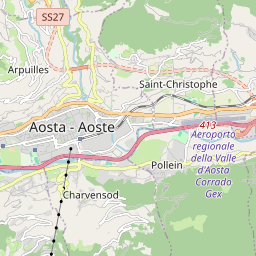 SS27
Arpuilles
Saint-Christophe
Aosta - Aoste
413
Aeroporto
regionale
della Valle
d'Aosta
Corrado
Gex
Pollein
Charvensod